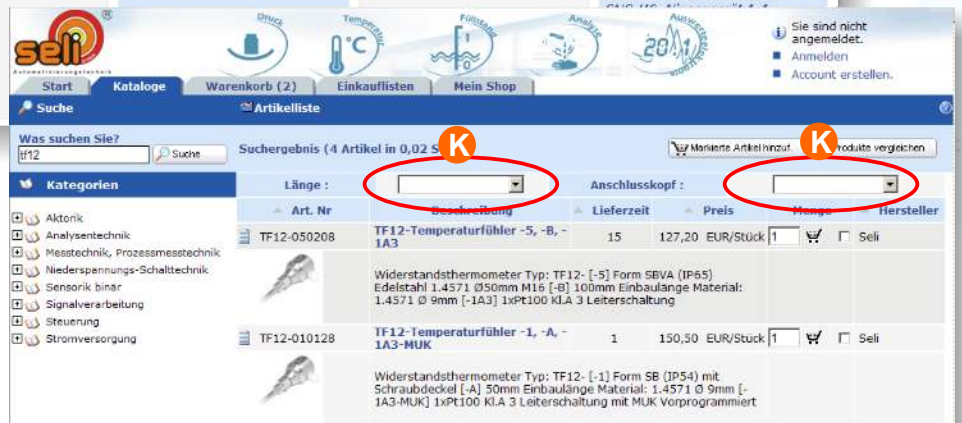 Druck
Temperatur
Füllstand
Analyse
Auswertung
®
seli
Automatisierungstechnik
Sie sind nicht
angemeldet.
Anmelden
Account erstellen.
Start Kataloge Warenkorb (2) Einkauflisten Mein Shop
Suche Artikelliste
Was suchen Sie?
tf12 Suche
Suchergebnis (4 Artikel in 0,02 S K Markierte Artikel hinzuf. K rodukte vergleichen
Kategorien
Länge : Anschlusskopf :
Art. Nr Beschreibung Lieferzeit Preis Menge Hersteller
Aktorik
Analysentechnik
Messtechnik, Prozessmesstechnik
Niederspannungs-Schalttechnik
Sensorik binär
Signalverarbeitung
Steuerung
Stromversorgung
TF12-050208 TF12-Temperaturfühler -5, -B, -
1A3 15 127,20 EUR/Stück 1 Seli
Widerstandsthermometer Typ: TF12- [-5] Form SBVA (IP65)
Edelstahl 1.4571 Ø50mm M16 [-B] 100mm Einbaulange Material:
1.4571 Ø 9mm [-1A3] 1xPt100 Kl.A 3 Leiterschaltung
TF12-010128 TF12-Temperaturfühler -1, -A, -
1A3-MUK 1 150,50 EUR/Stück 1 Seli
Widerstandsthermometer Typ: TF12- [-1] Form SB (IP54) mit
Schraubdeckel [-A] 50mm Einbaulänge Material: 1.4571 Ø 9mm [-
1A3-MUK] 1xPt100 Kl.A 3 Leiterschaltung mit MUK Vorprogrammiert